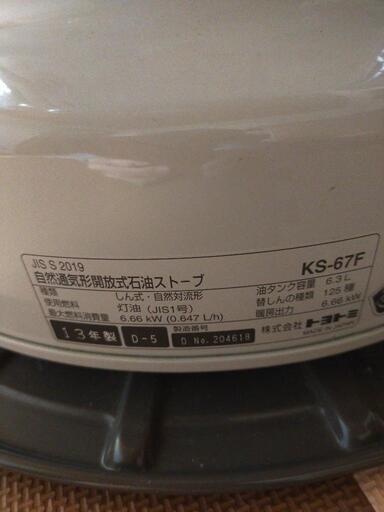 JIS S 2019
自然通気形開放式石油ストーブ KS-67F
種類 しん式・自然対流形 油タンク容量 6.3 L
使用燃料 灯油 (JIS1号) 替しんの種類 125種
最大燃料消費量 6.66 kW (0.647 L/h) 暖房出力 6.66 kW
13年製 D-5 製造番号 D No.204618 株式会社 トヨトミ
MADE IN JAPAN